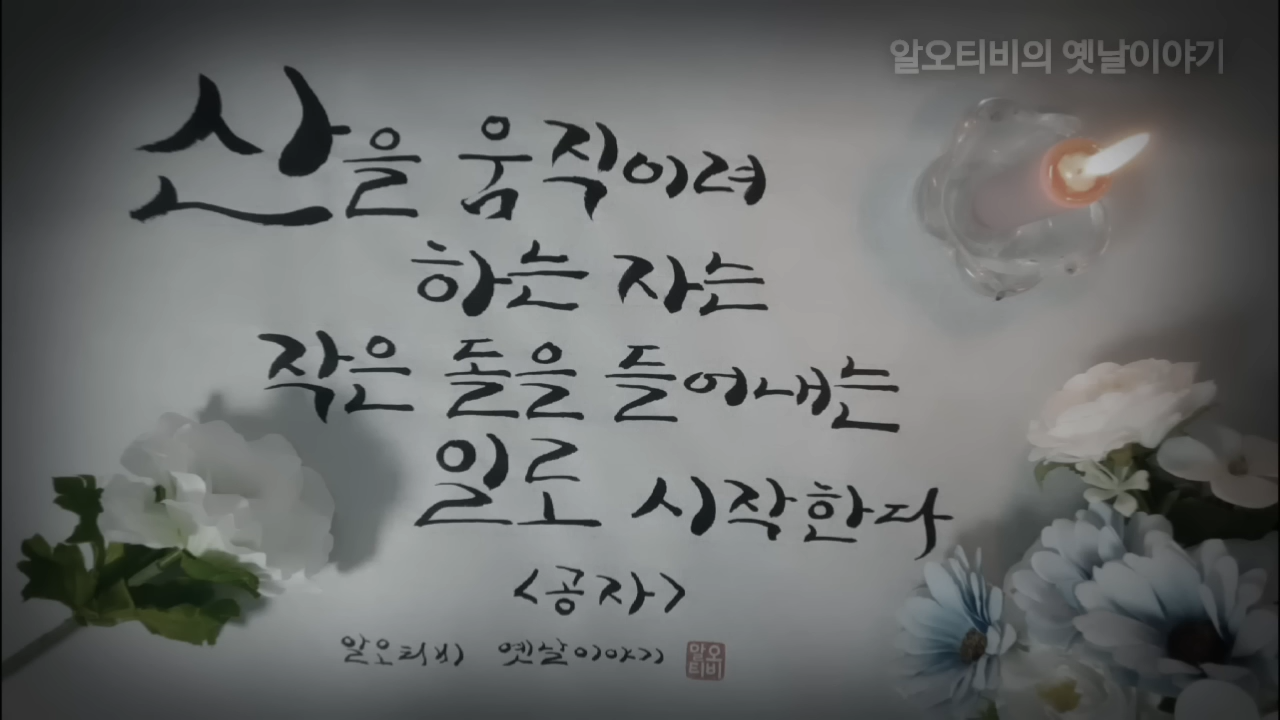 알오티비의 옛날이야기
산을 움직이려
하는 자는
작은 돌을 들어내는
일로 시작한다
<공자>
알오티비 옛날이야기
알오
티비